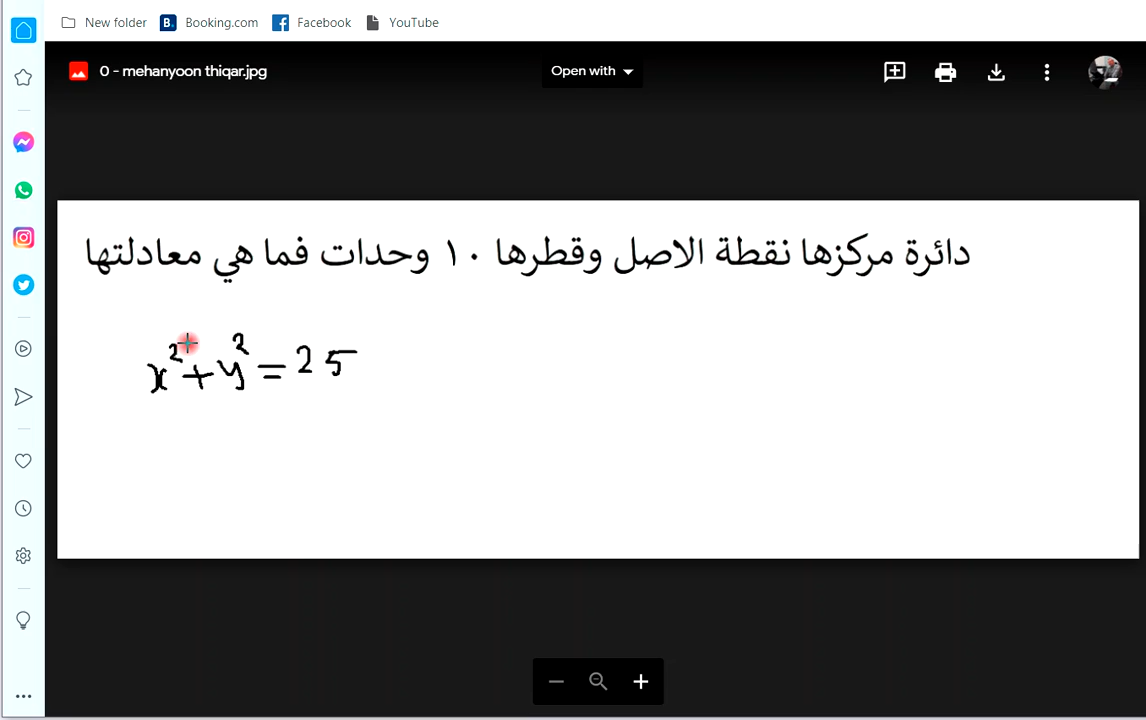 New folder Booking.com Facebook YouTube
0 - mehanyoon thiqar.jpg Open with
دائرة مركزها نقطة الاصل وقطرها ١٠ وحدات فما هي معادلتها
x²+y²=25